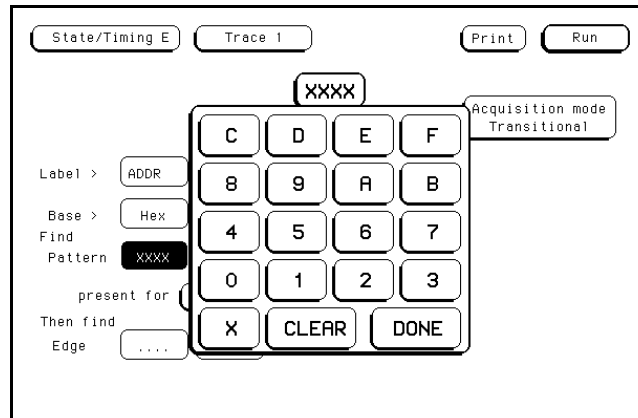 State/Timing E Trace 1 Print Run
XXXX
Acquisition mode
Transitional
C D E F
Label > ADDR
8 9 A B
Base > Hex
Find
4 5 6 7
Pattern XXXX
0 1 2 3
present for
Then find
X CLEAR DONE
Edge ....